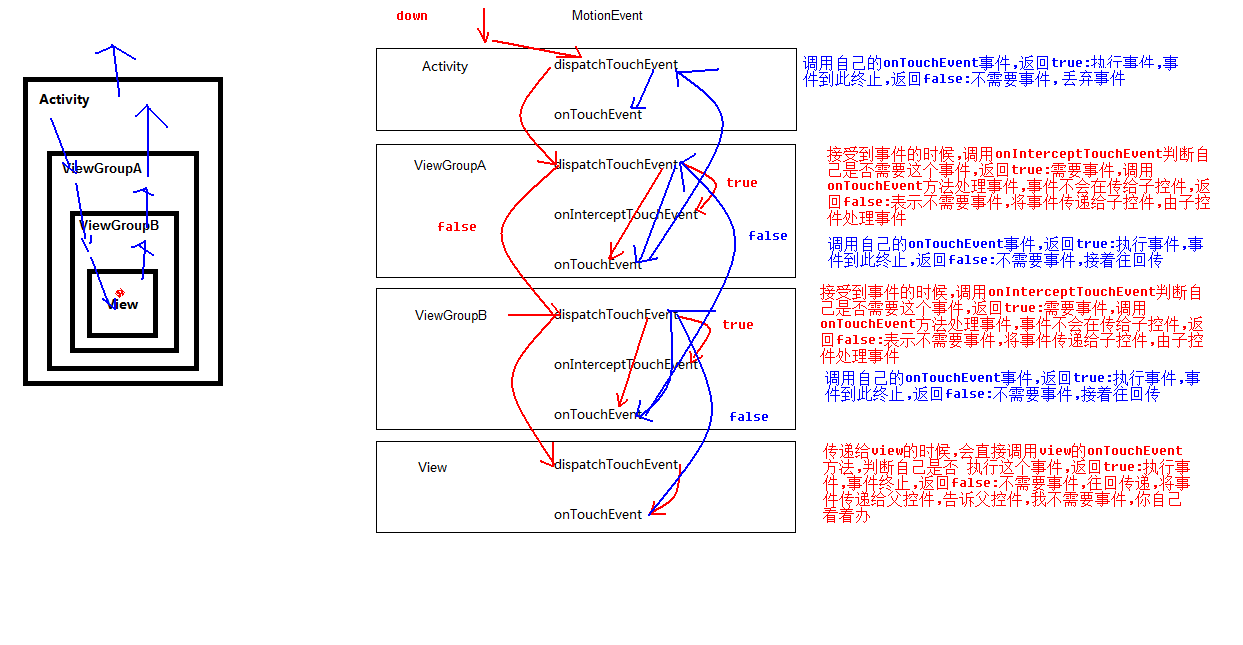 Activity
ViewGroupA
ViewGroupB
View
down
MotionEvent
Activity
dispatchTouchEvent
onTouchEvent
调用自己的onTouchEvent事件,返回true:执行事件,事
件到此终止,返回false:不需要事件,丢弃事件
ViewGroupA
dispatchTouchEvent
true
onInterceptTouchEvent
false
false
onTouchEvent
接受到事件的时候,调用onInterceptTouchEvent判断自
己是否需要这个事件,返回true:需要事件,调用
onTouchEvent方法处理事件,事件不会在传给子控件,返
回false:表示不需要事件,将事件传递给子控件,由子控
件处理事件
调用自己的onTouchEvent事件,返回true:执行事件,事
件到此终止,返回false:不需要事件,接着往回传
ViewGroupB
dispatchTouchEvent
true
onInterceptTouchEvent
onTouchEvent
false
接受到事件的时候,调用onInterceptTouchEvent判断自
己是否需要这个事件,返回true:需要事件,调用
onTouchEvent方法处理事件,事件不会在传给子控件,返
回false:表示不需要事件,将事件传递给子控件,由子控
件处理事件
调用自己的onTouchEvent事件,返回true:执行事件,事
件到此终止,返回false:不需要事件,接着往回传
View
dispatchTouchEvent
onTouchEvent
传递给view的时候,会直接调用view的onTouchEvent
方法,判断自己是否 执行这个事件,返回true:执行事
件,事件终止,返回false:不需要事件,往回传递,将事
件传递给父控件,告诉父控件,我不需要事件,你自己
看着办